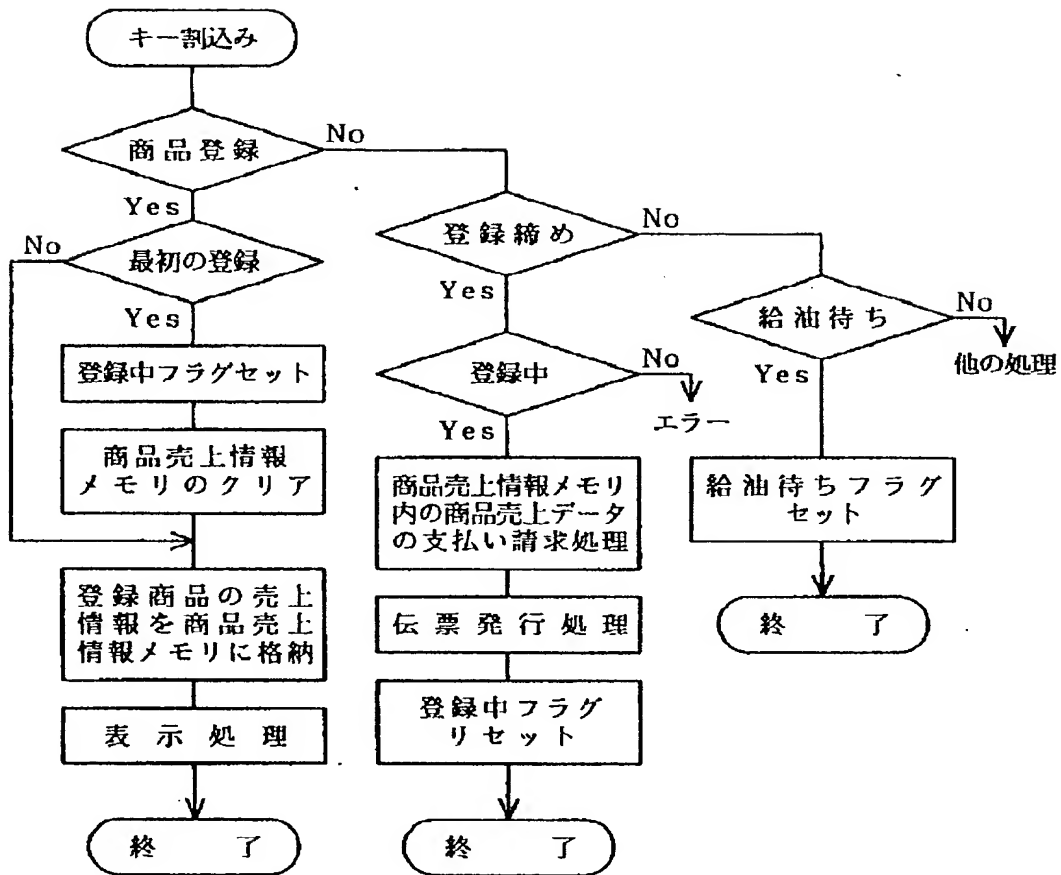 キー割込み
商品登録
No
Yes
最初の登録
No
Yes
登録中フラグセット
商品売上情報
メモリのクリア
登録商品の売上
情報を商品売上
情報メモリに格納
表示処理
終了
登録締め
No
Yes
登録中
No
エラー
Yes
商品売上情報メモリ
内の商品売上データ
の支払い請求処理
伝票発行処理
登録中フラグ
リセット
終了
給油待ち
No
他の処理
Yes
給油待ちフラグ
セット
終了